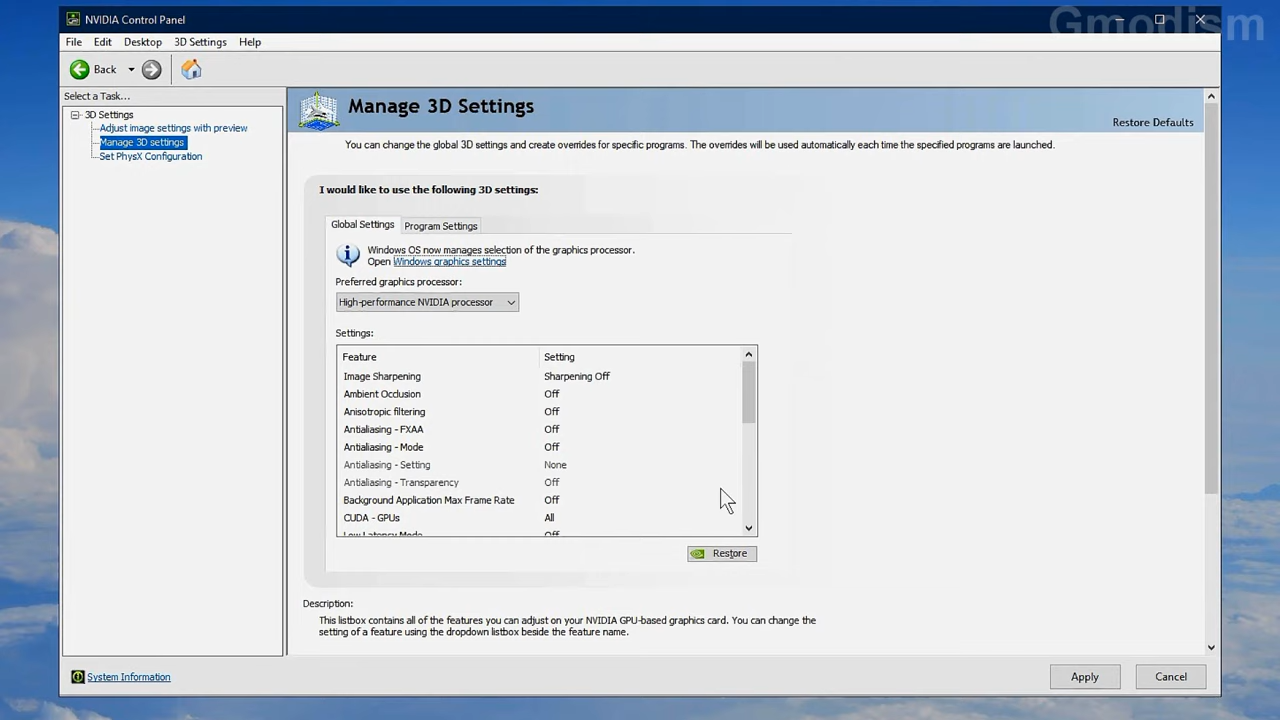 NVIDIA Control Panel
Gmodism
File Edit Desktop 3D Settings Help
Back
Select a Task...
3D Settings
Adjust image settings with preview
Manage 3D settings
Set PhysX Configuration
Manage 3D Settings
Restore Defaults
You can change the global 3D settings and create overrides for specific programs. The overrides will be used automatically each time the specified programs are launched.
I would like to use the following 3D settings:
Global Settings Program Settings
Windows OS now manages selection of the graphics processor.
Open Windows graphics settings
Preferred graphics processor:
High-performance NVIDIA processor
Settings:
Feature Setting
Image Sharpening Sharpening Off
Ambient Occlusion Off
Anisotropic filtering Off
Antialiasing - FXAA Off
Antialiasing - Mode Off
Antialiasing - Setting None
Antialiasing - Transparency Off
Background Application Max Frame Rate Off
CUDA - GPUs All
Low Latency Mode Off
Restore
Description:
This listbox contains all of the features you can adjust on your NVIDIA GPU-based graphics card. You can change the
setting of a feature using the dropdown listbox beside the feature name.
System Information
Apply Cancel